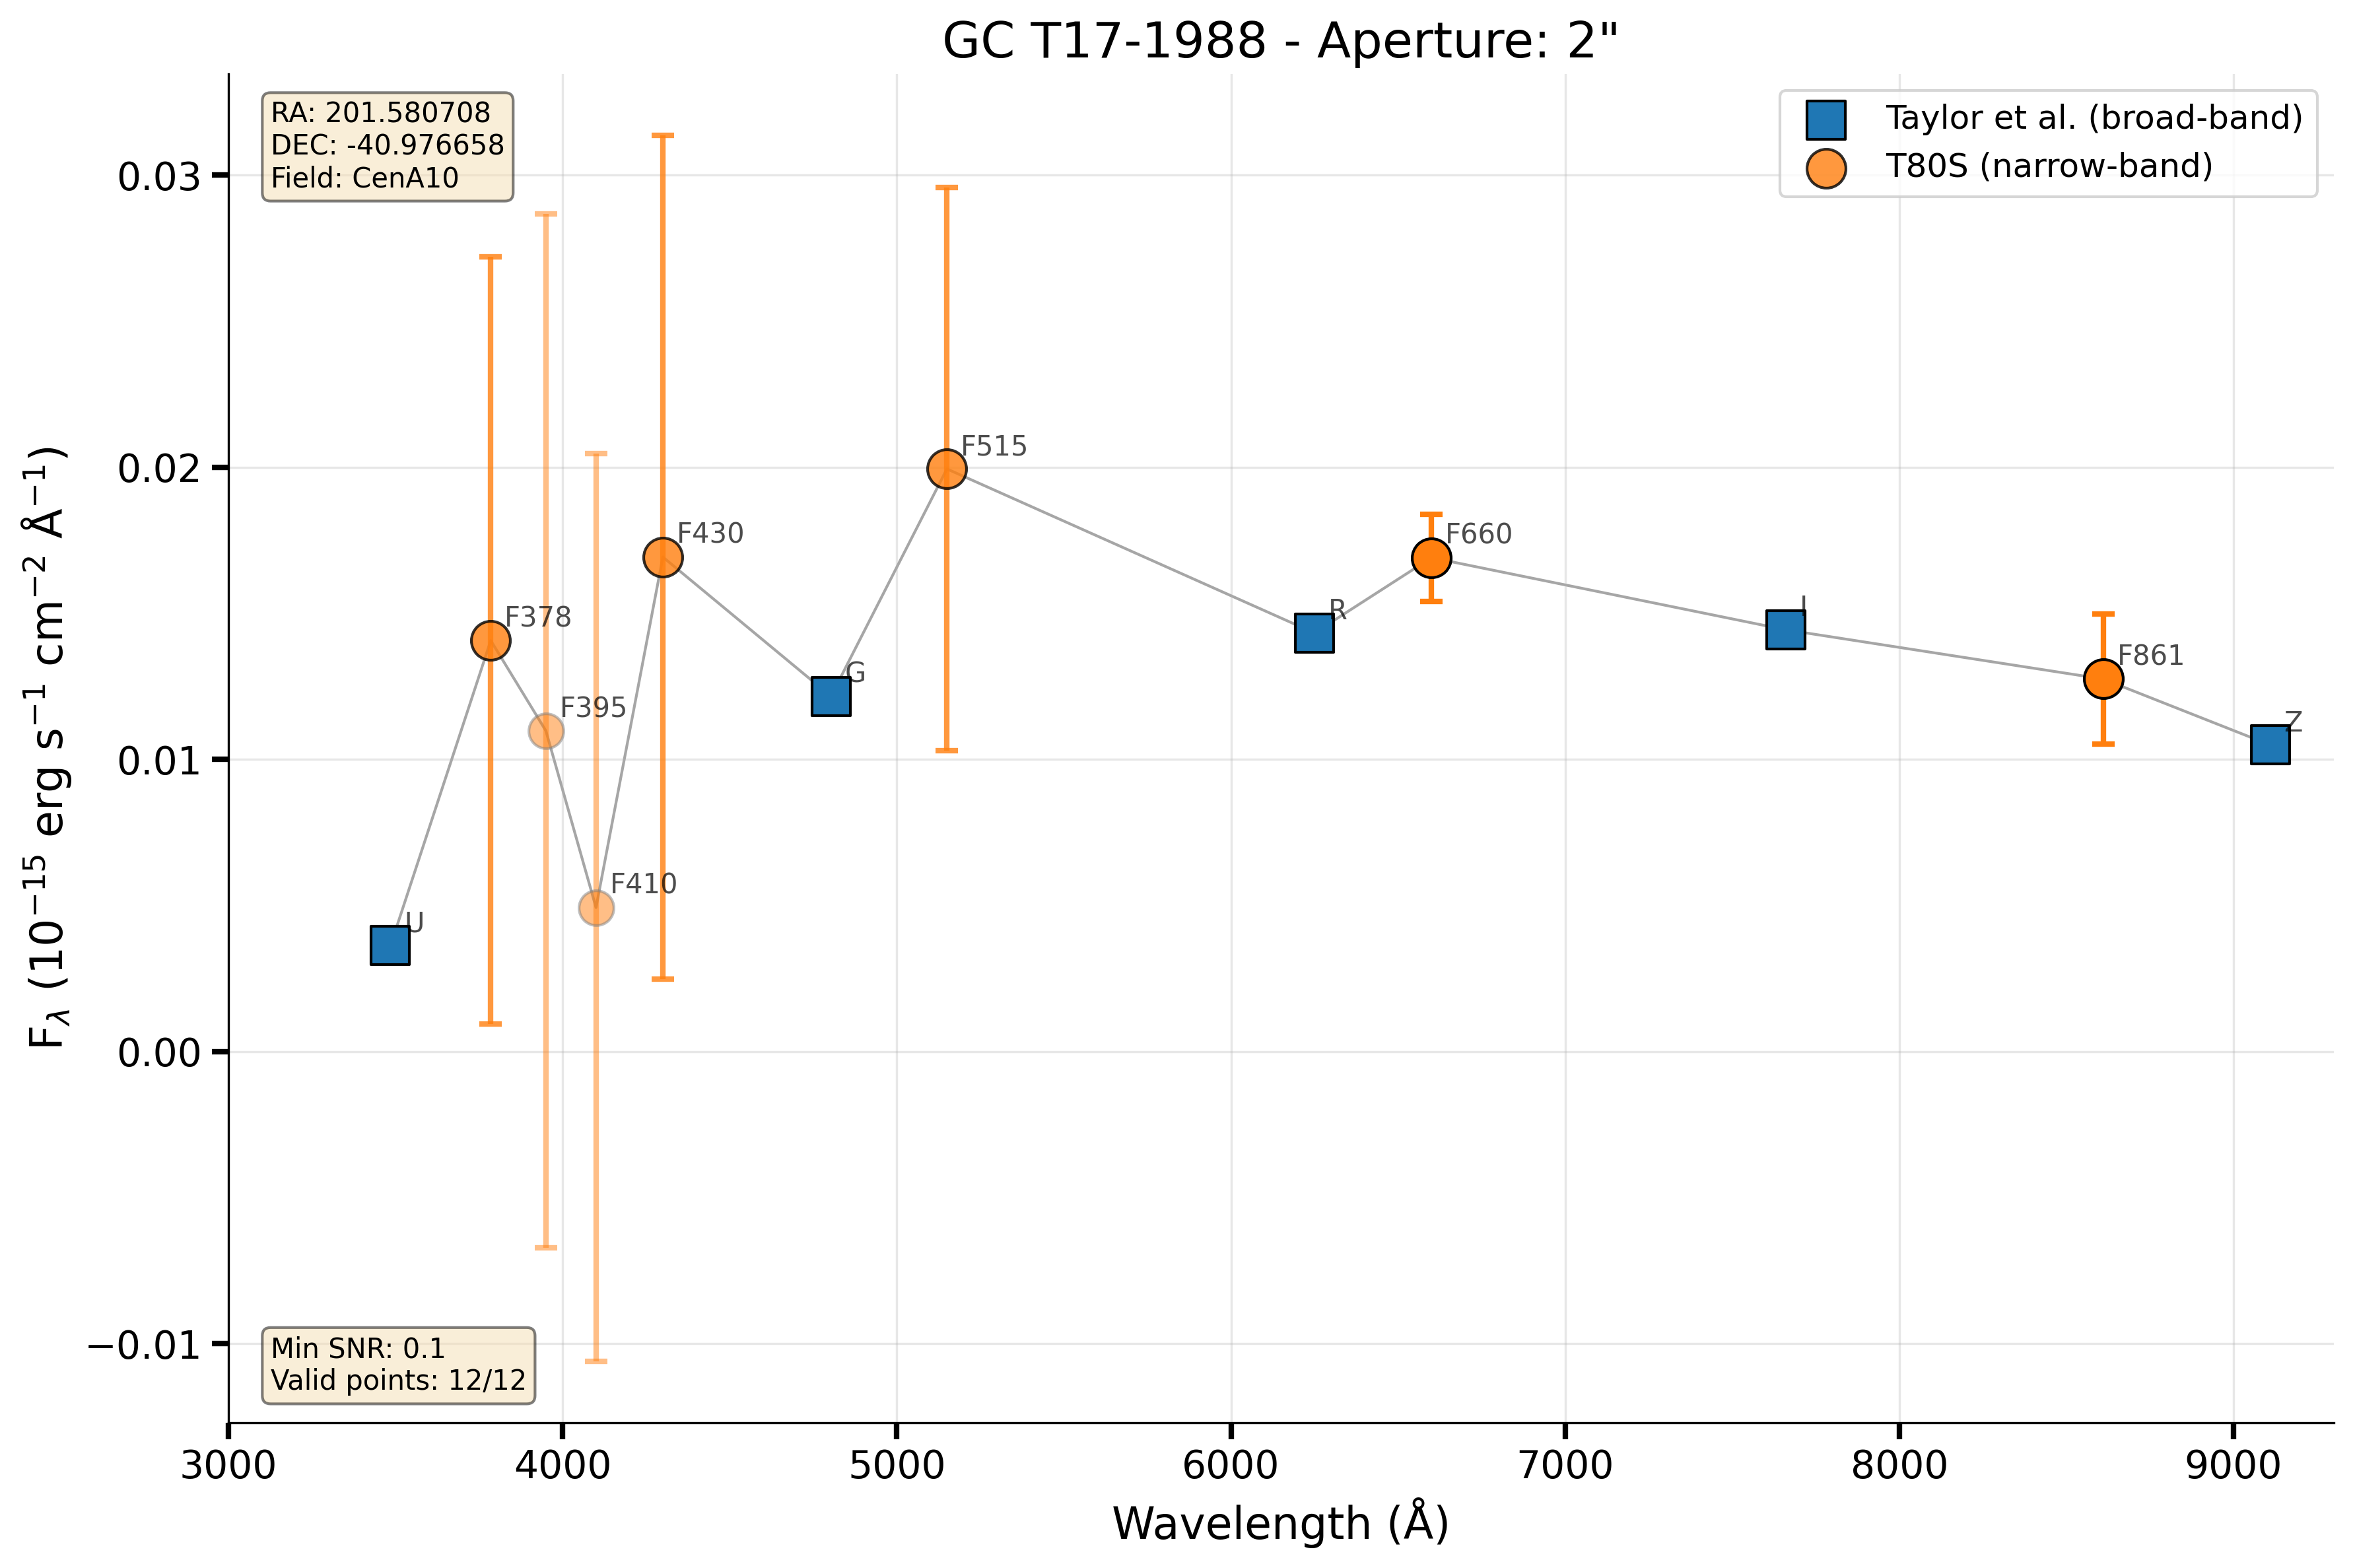 GC T17-1988 - Aperture: 2"
RA: 201.580708
DEC: -40.976658
Field: CenA10
Taylor et al. (broad-band)
T80S (narrow-band)
F_λ (10⁻¹⁵ erg s⁻¹ cm⁻² Å⁻¹)
0.03
0.02
0.01
0.00
−0.01
U
F378
F395
F410
F430
G
F515
R
F660
I
F861
Z
Min SNR: 0.1
Valid points: 12/12
3000
4000
5000
6000
7000
8000
9000
Wavelength (Å)